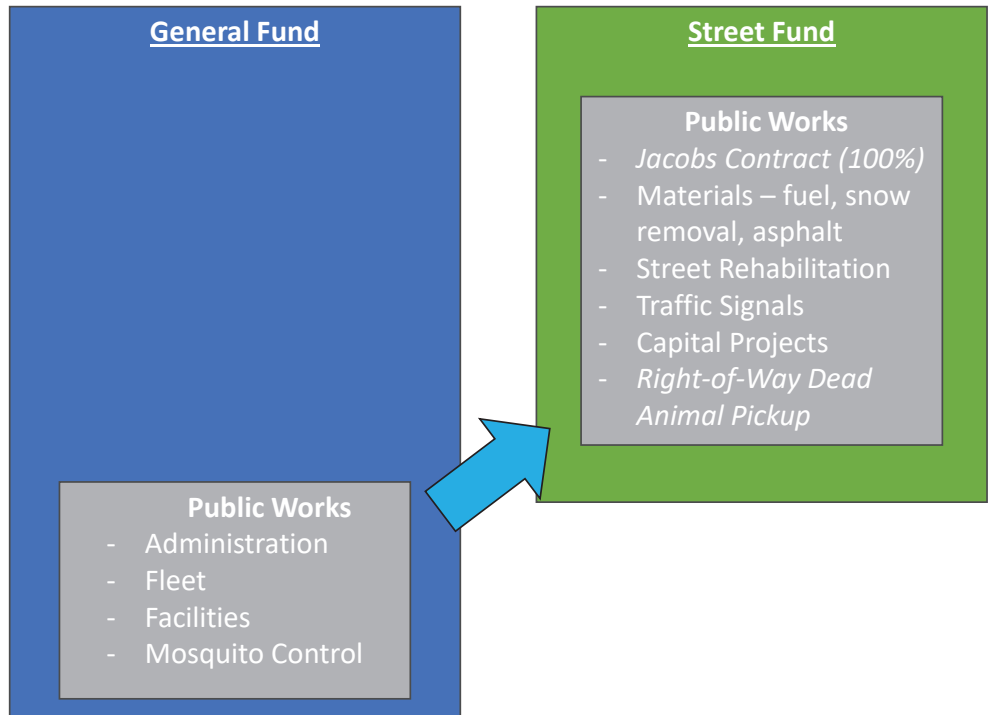 General Fund
Public Works
- Administration
- Fleet
- Facilities
- Mosquito Control
Street Fund
Public Works
- Jacobs Contract (100%)
- Materials – fuel, snow
removal, asphalt
- Street Rehabilitation
- Traffic Signals
- Capital Projects
- Right-of-Way Dead
Animal Pickup